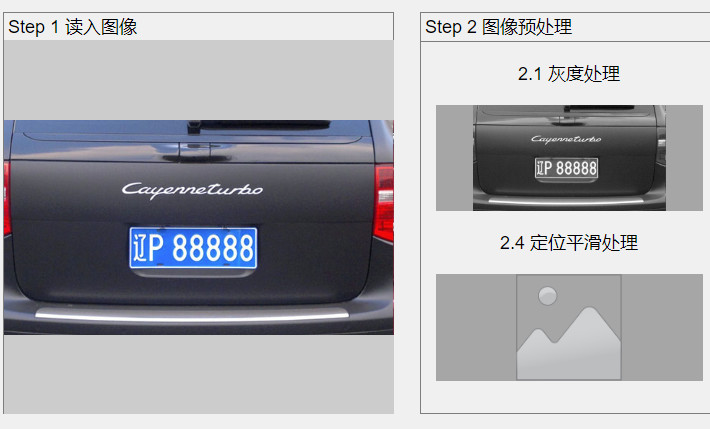 Step 1 读入图像
Cayenneturbo
辽P 88888
Step 2 图像预处理
2.1 灰度处理
Cayenneturbo
辽P 88888
2.4 定位平滑处理